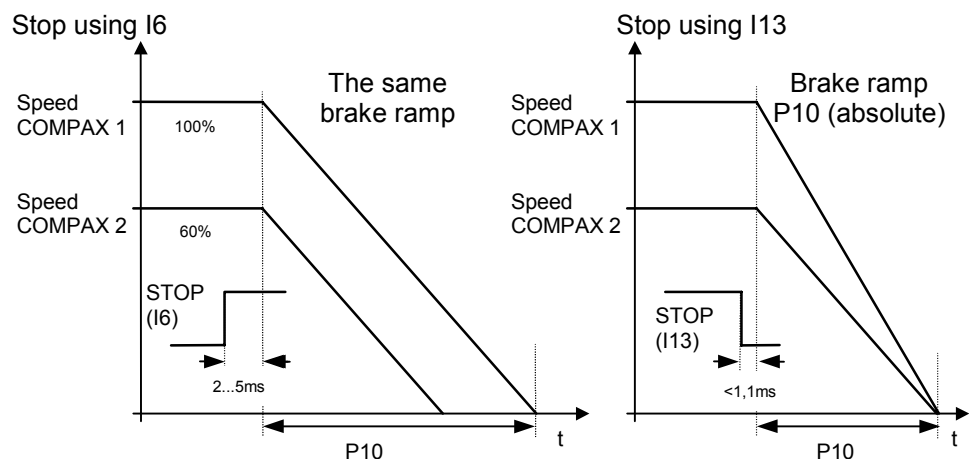 Stop using I6
The same
brake ramp
Speed
COMPAX 1
100%
Speed
COMPAX 2
60%
STOP
(I6)
2...5ms
P10
t
Stop using I13
Brake ramp
P10 (absolute)
Speed
COMPAX 1
Speed
COMPAX 2
STOP
(I13)
<1,1ms
P10
t